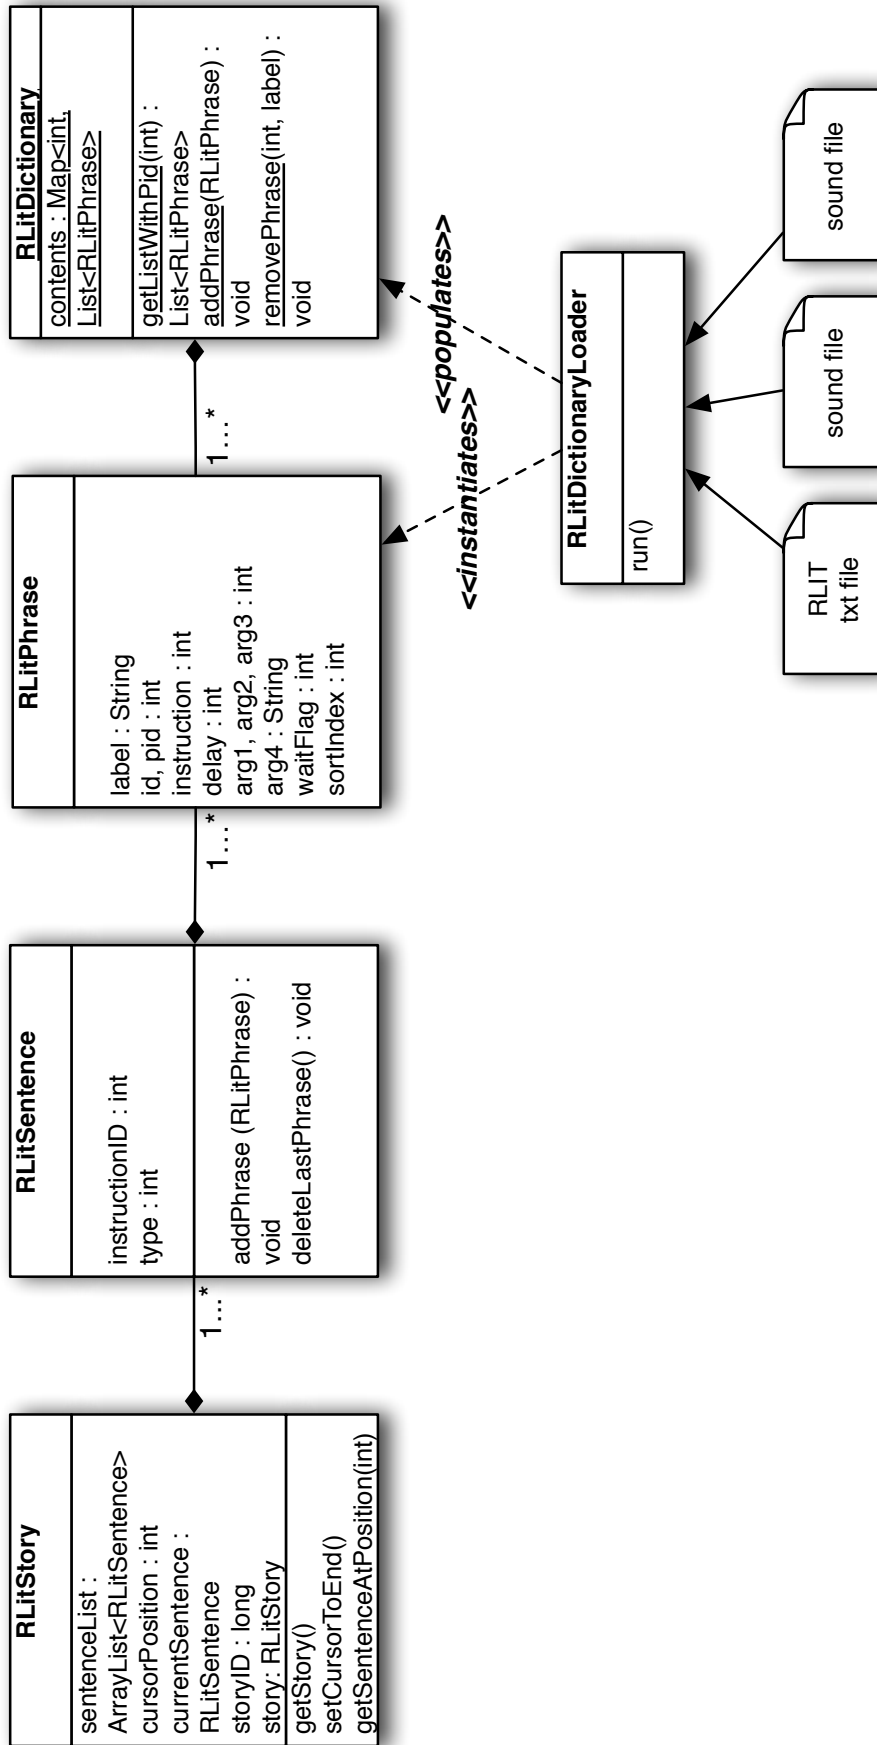 RLitStory
sentenceList :
ArrayList<RLitSentence>
cursorPosition : int
currentSentence :
RLitSentence
storyID : long
story: RLitStory
getStory()
setCursorToEnd()
getSentenceAtPosition(int)
1...*
RLitSentence
instructionID : int
type : int
addPhrase (RLitPhrase) :
void
deleteLastPhrase() : void
1...*
RLitPhrase
label : String
id, pid : int
instruction : int
delay : int
arg1, arg2, arg3 : int
arg4 : String
waitFlag : int
sortIndex : int
1...*
RLitDictionary
contents : Map<int,
List<RLitPhrase>
getListWithPid(int) :
List<RLitPhrase>
addPhrase(RLitPhrase) :
void
removePhrase(int, label) :
void
<<instantiates>>
<<populates>>
RLitDictionaryLoader
run()
RLIT
txt file
sound file
sound file